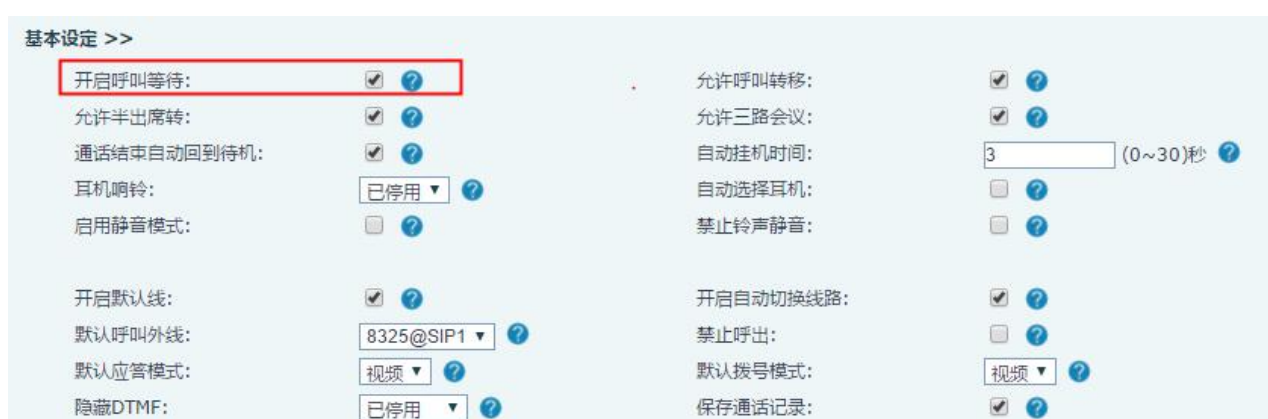 基本设定 >>
开启呼叫等待: 允许呼叫转移:
允许半出席转: 允许三路会议:
通话结束自动回到待机: 自动挂机时间: 3 (0~30)秒
耳机响铃: 已停用 自动选择耳机:
启用静音模式: 禁止铃声静音:
开启默认线: 开启自动切换线路:
默认呼叫外线: 8325@SIP1 禁止呼出:
默认应答模式: 视频 默认拨号模式: 视频
隐藏DTMF: 已停用 保存通话记录: